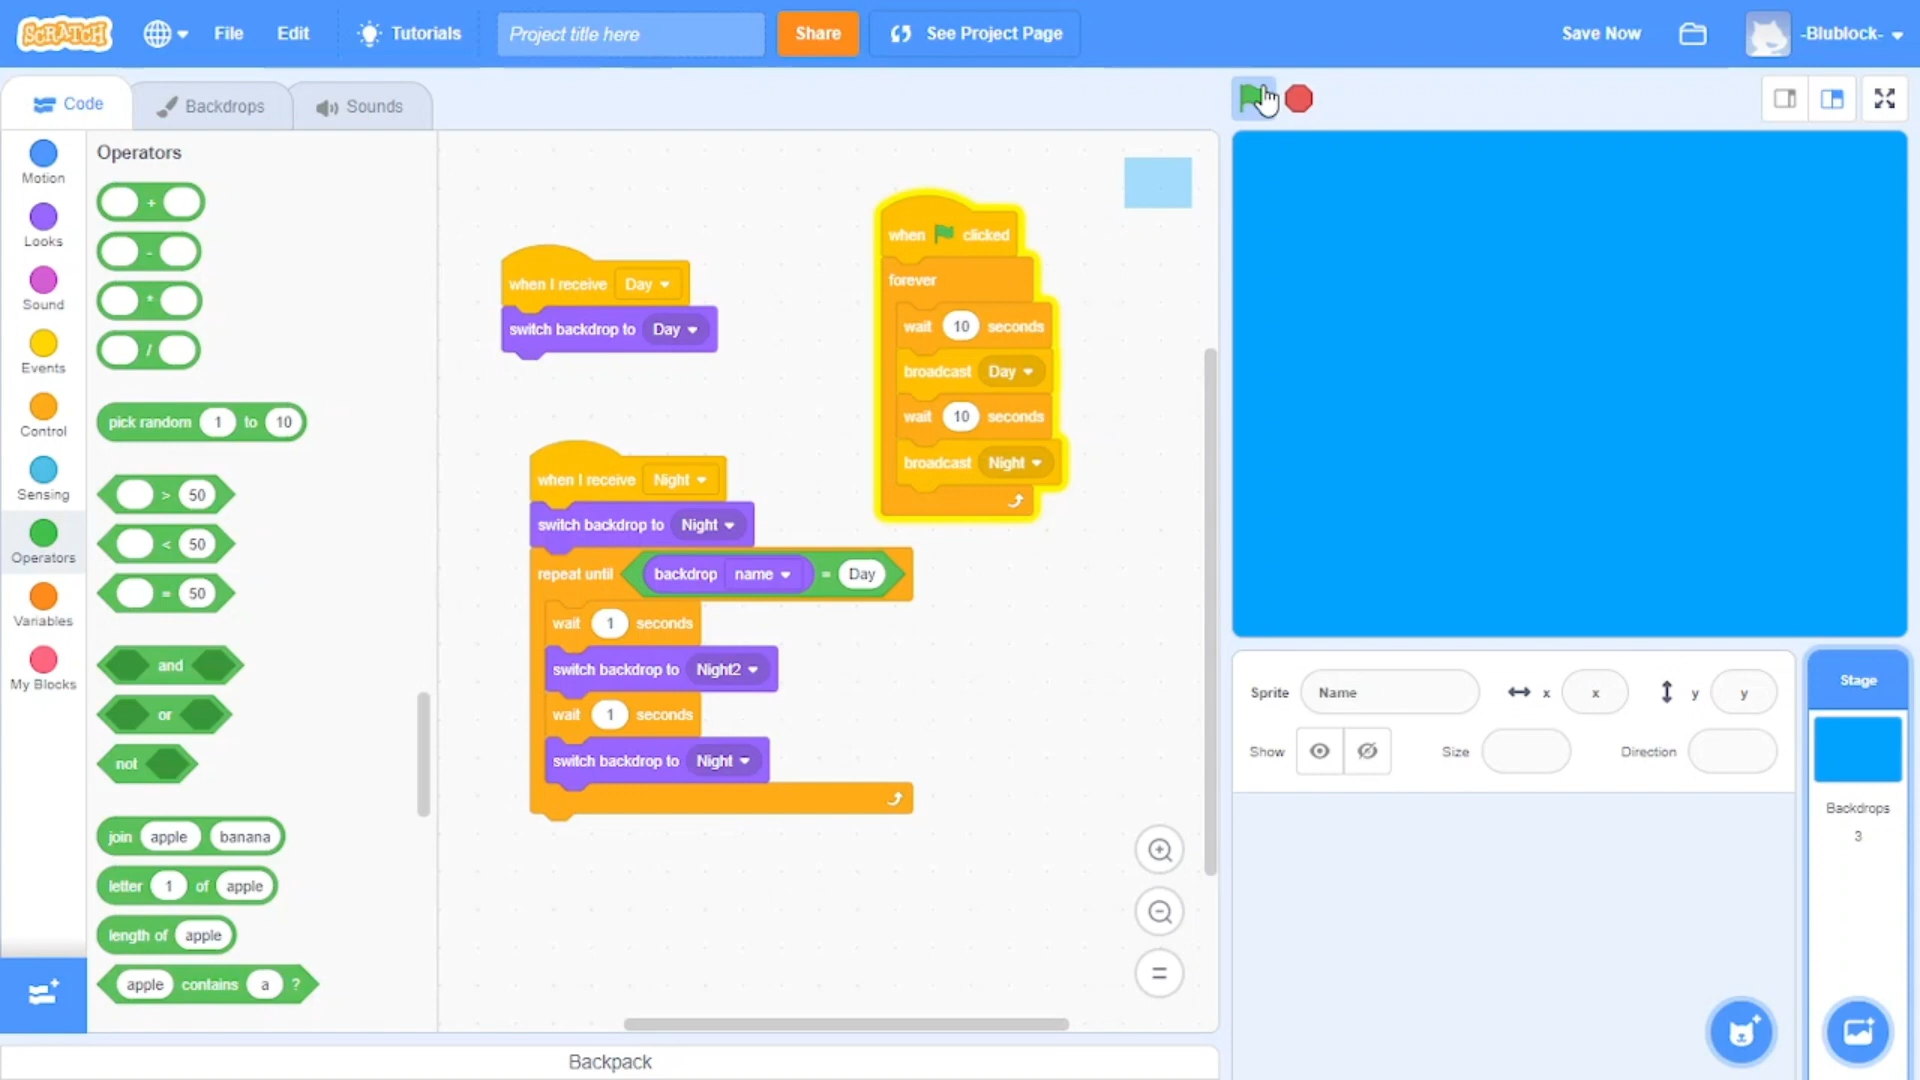 SCRATCH
File
Edit
Tutorials
Project title here
Share
See Project Page
Save Now
-Blublock-
Code
Backdrops
Sounds
Motion
Looks
Sound
Events
Control
Sensing
Operators
Variables
My Blocks
Operators
+
-
*
/
pick random 1 to 10
> 50
< 50
= 50
and
or
not
join apple banana
letter 1 of apple
length of apple
apple contains a ?
when I receive Day
switch backdrop to Day
when I receive Night
switch backdrop to Night
repeat until backdrop name = Day
wait 1 seconds
switch backdrop to Night2
wait 1 seconds
switch backdrop to Night
when clicked
forever
wait 10 seconds
broadcast Day
wait 10 seconds
broadcast Night
Backpack
Sprite Name x x y y
Show Size Direction
Stage
Backdrops
3